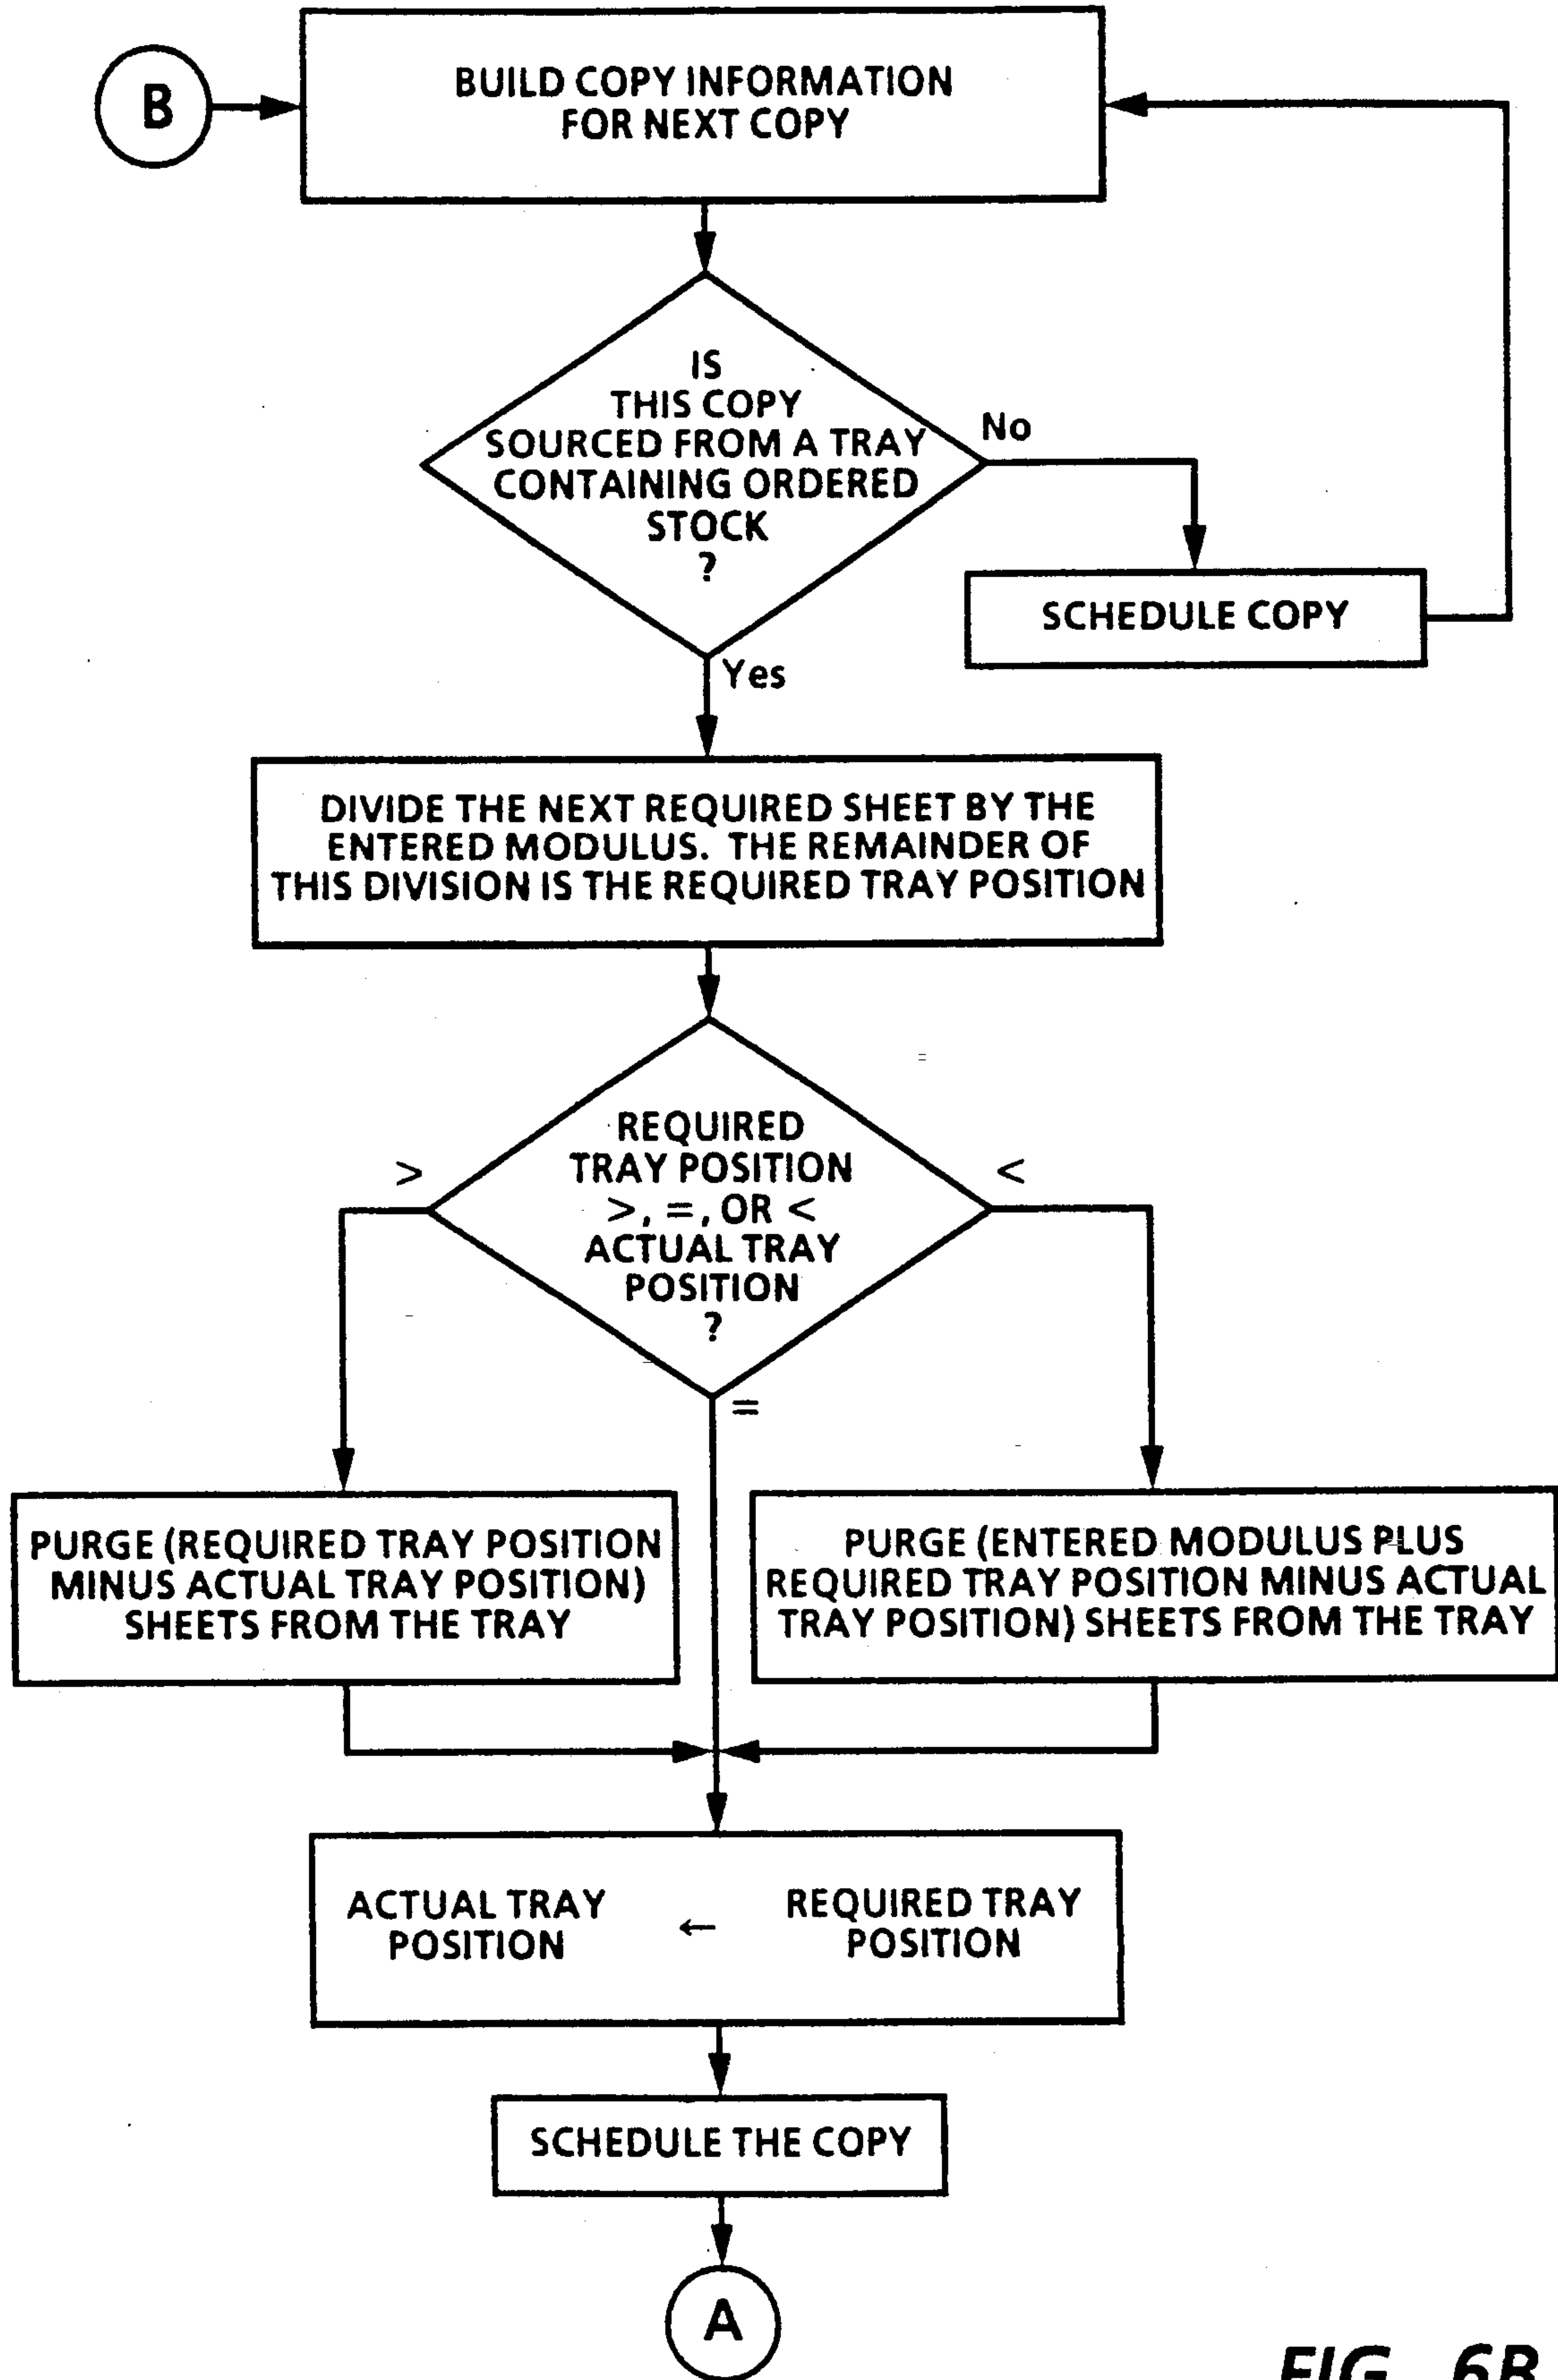 B
BUILD COPY INFORMATION
FOR NEXT COPY
IS
THIS COPY
SOURCED FROM A TRAY
CONTAINING ORDERED
STOCK
?
No
SCHEDULE COPY
Yes
DIVIDE THE NEXT REQUIRED SHEET BY THE
ENTERED MODULUS. THE REMAINDER OF
THIS DIVISION IS THE REQUIRED TRAY POSITION
REQUIRED
TRAY POSITION
>, =, OR <
ACTUAL TRAY
POSITION
?
>
<
=
PURGE (REQUIRED TRAY POSITION
MINUS ACTUAL TRAY POSITION)
SHEETS FROM THE TRAY
PURGE (ENTERED MODULUS PLUS
REQUIRED TRAY POSITION MINUS ACTUAL
TRAY POSITION) SHEETS FROM THE TRAY
ACTUAL TRAY
POSITION
←
REQUIRED TRAY
POSITION
SCHEDULE THE COPY
A
FIG. 6B